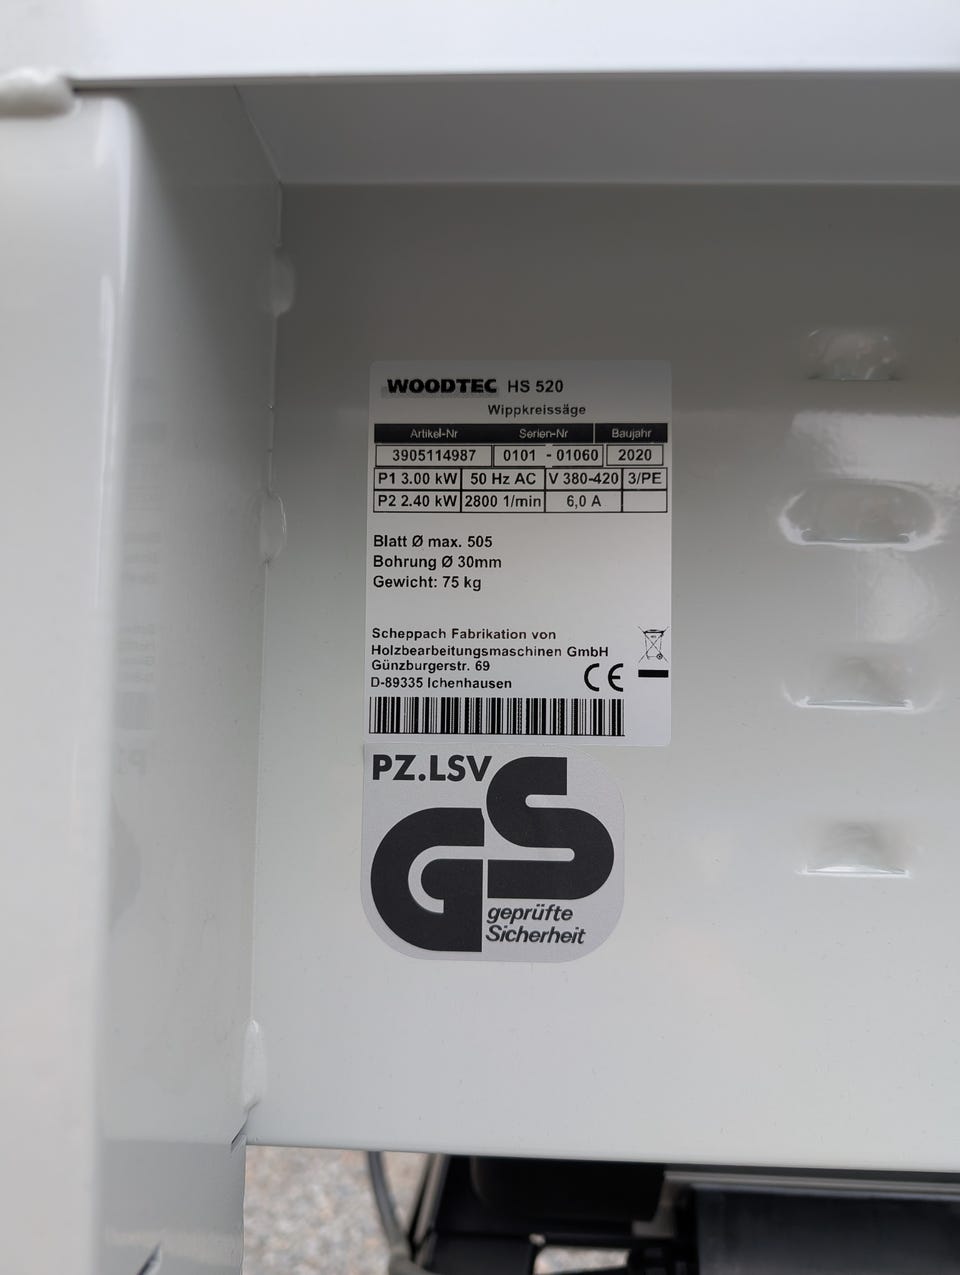 WOODTEC HS 520
Wippkreissäge
Artikel-Nr Serien-Nr Baujahr
3905114987 0101 - 01060 2020
P1 3.00 kW 50 Hz AC V 380-420 3/PE
P2 2.40 kW 2800 1/min 6,0 A
Blatt Ø max. 505
Bohrung Ø 30mm
Gewicht: 75 kg
Scheppach Fabrikation von
Holzbearbeitungsmaschinen GmbH
Günzburgerstr. 69
D-89335 Ichenhausen
CE
PZ.LSV
GS
geprüfte
Sicherheit